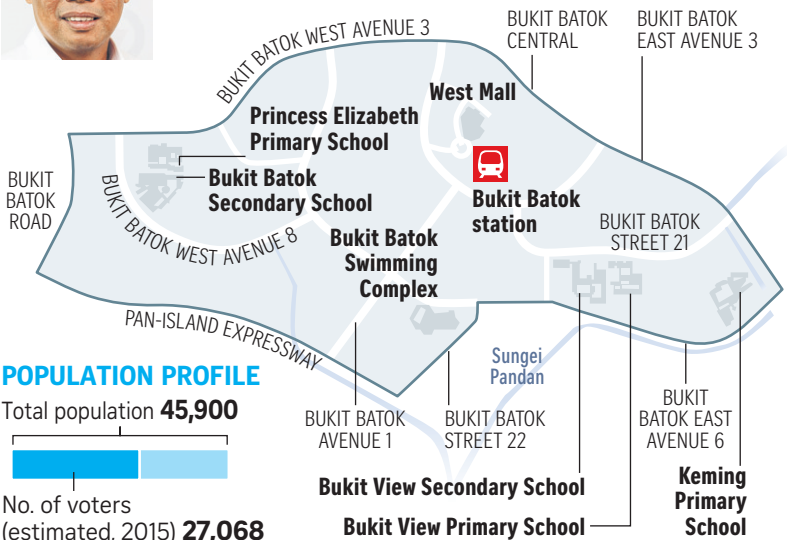 BUKIT BATOK WEST AVENUE 3
BUKIT BATOK
CENTRAL
BUKIT BATOK
EAST AVENUE 3
West Mall
Princess Elizabeth
Primary School
BUKIT
BATOK
ROAD
Bukit Batok
Secondary School
BUKIT BATOK WEST AVENUE 8
Bukit Batok
station
BUKIT BATOK
STREET 21
Bukit Batok
Swimming
Complex
PAN-ISLAND EXPRESSWAY
Sungei
Pandan
BUKIT BATOK
AVENUE 1
BUKIT BATOK
STREET 22
BUKIT
BATOK EAST
AVENUE 6
Bukit View Secondary School
Bukit View Primary School
Keming
Primary
School
POPULATION PROFILE
Total population 45,900
No. of voters
(estimated, 2015) 27,068